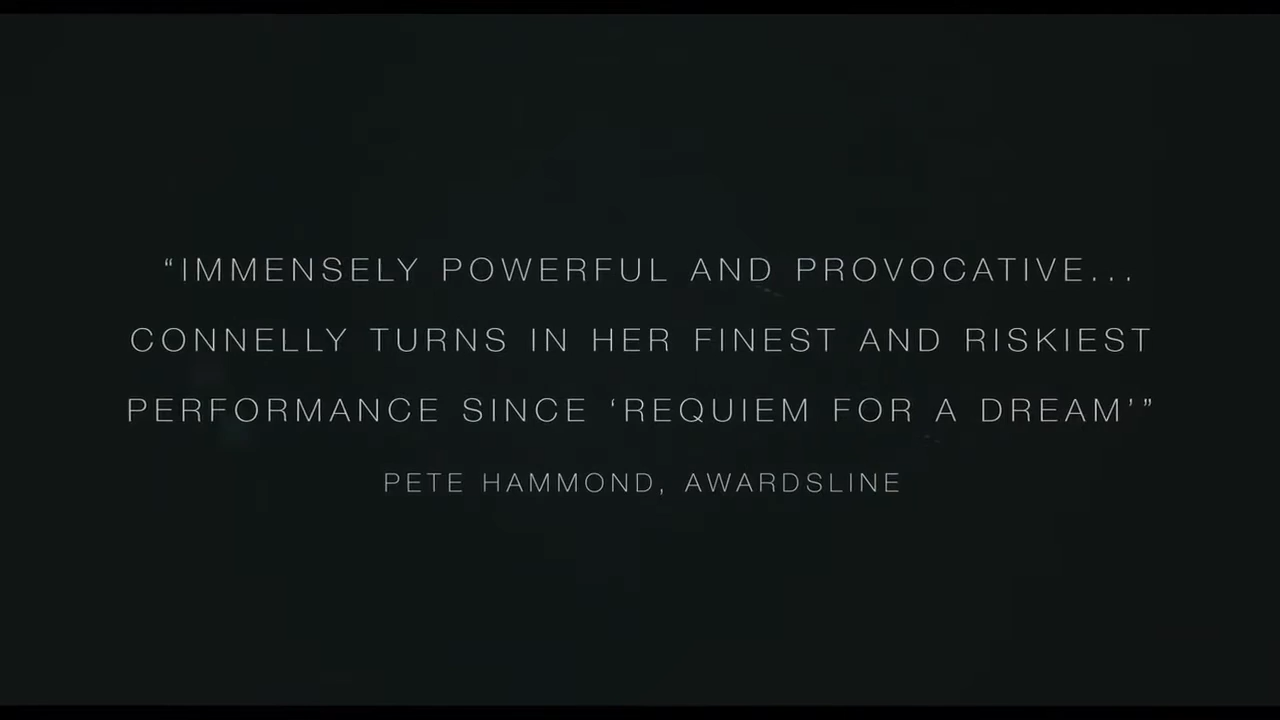 “IMMENSELY POWERFUL AND PROVOCATIVE...
CONNELLY TURNS IN HER FINEST AND RISKIEST
PERFORMANCE SINCE ‘REQUIEM FOR A DREAM’”
PETE HAMMOND, AWARDSLINE